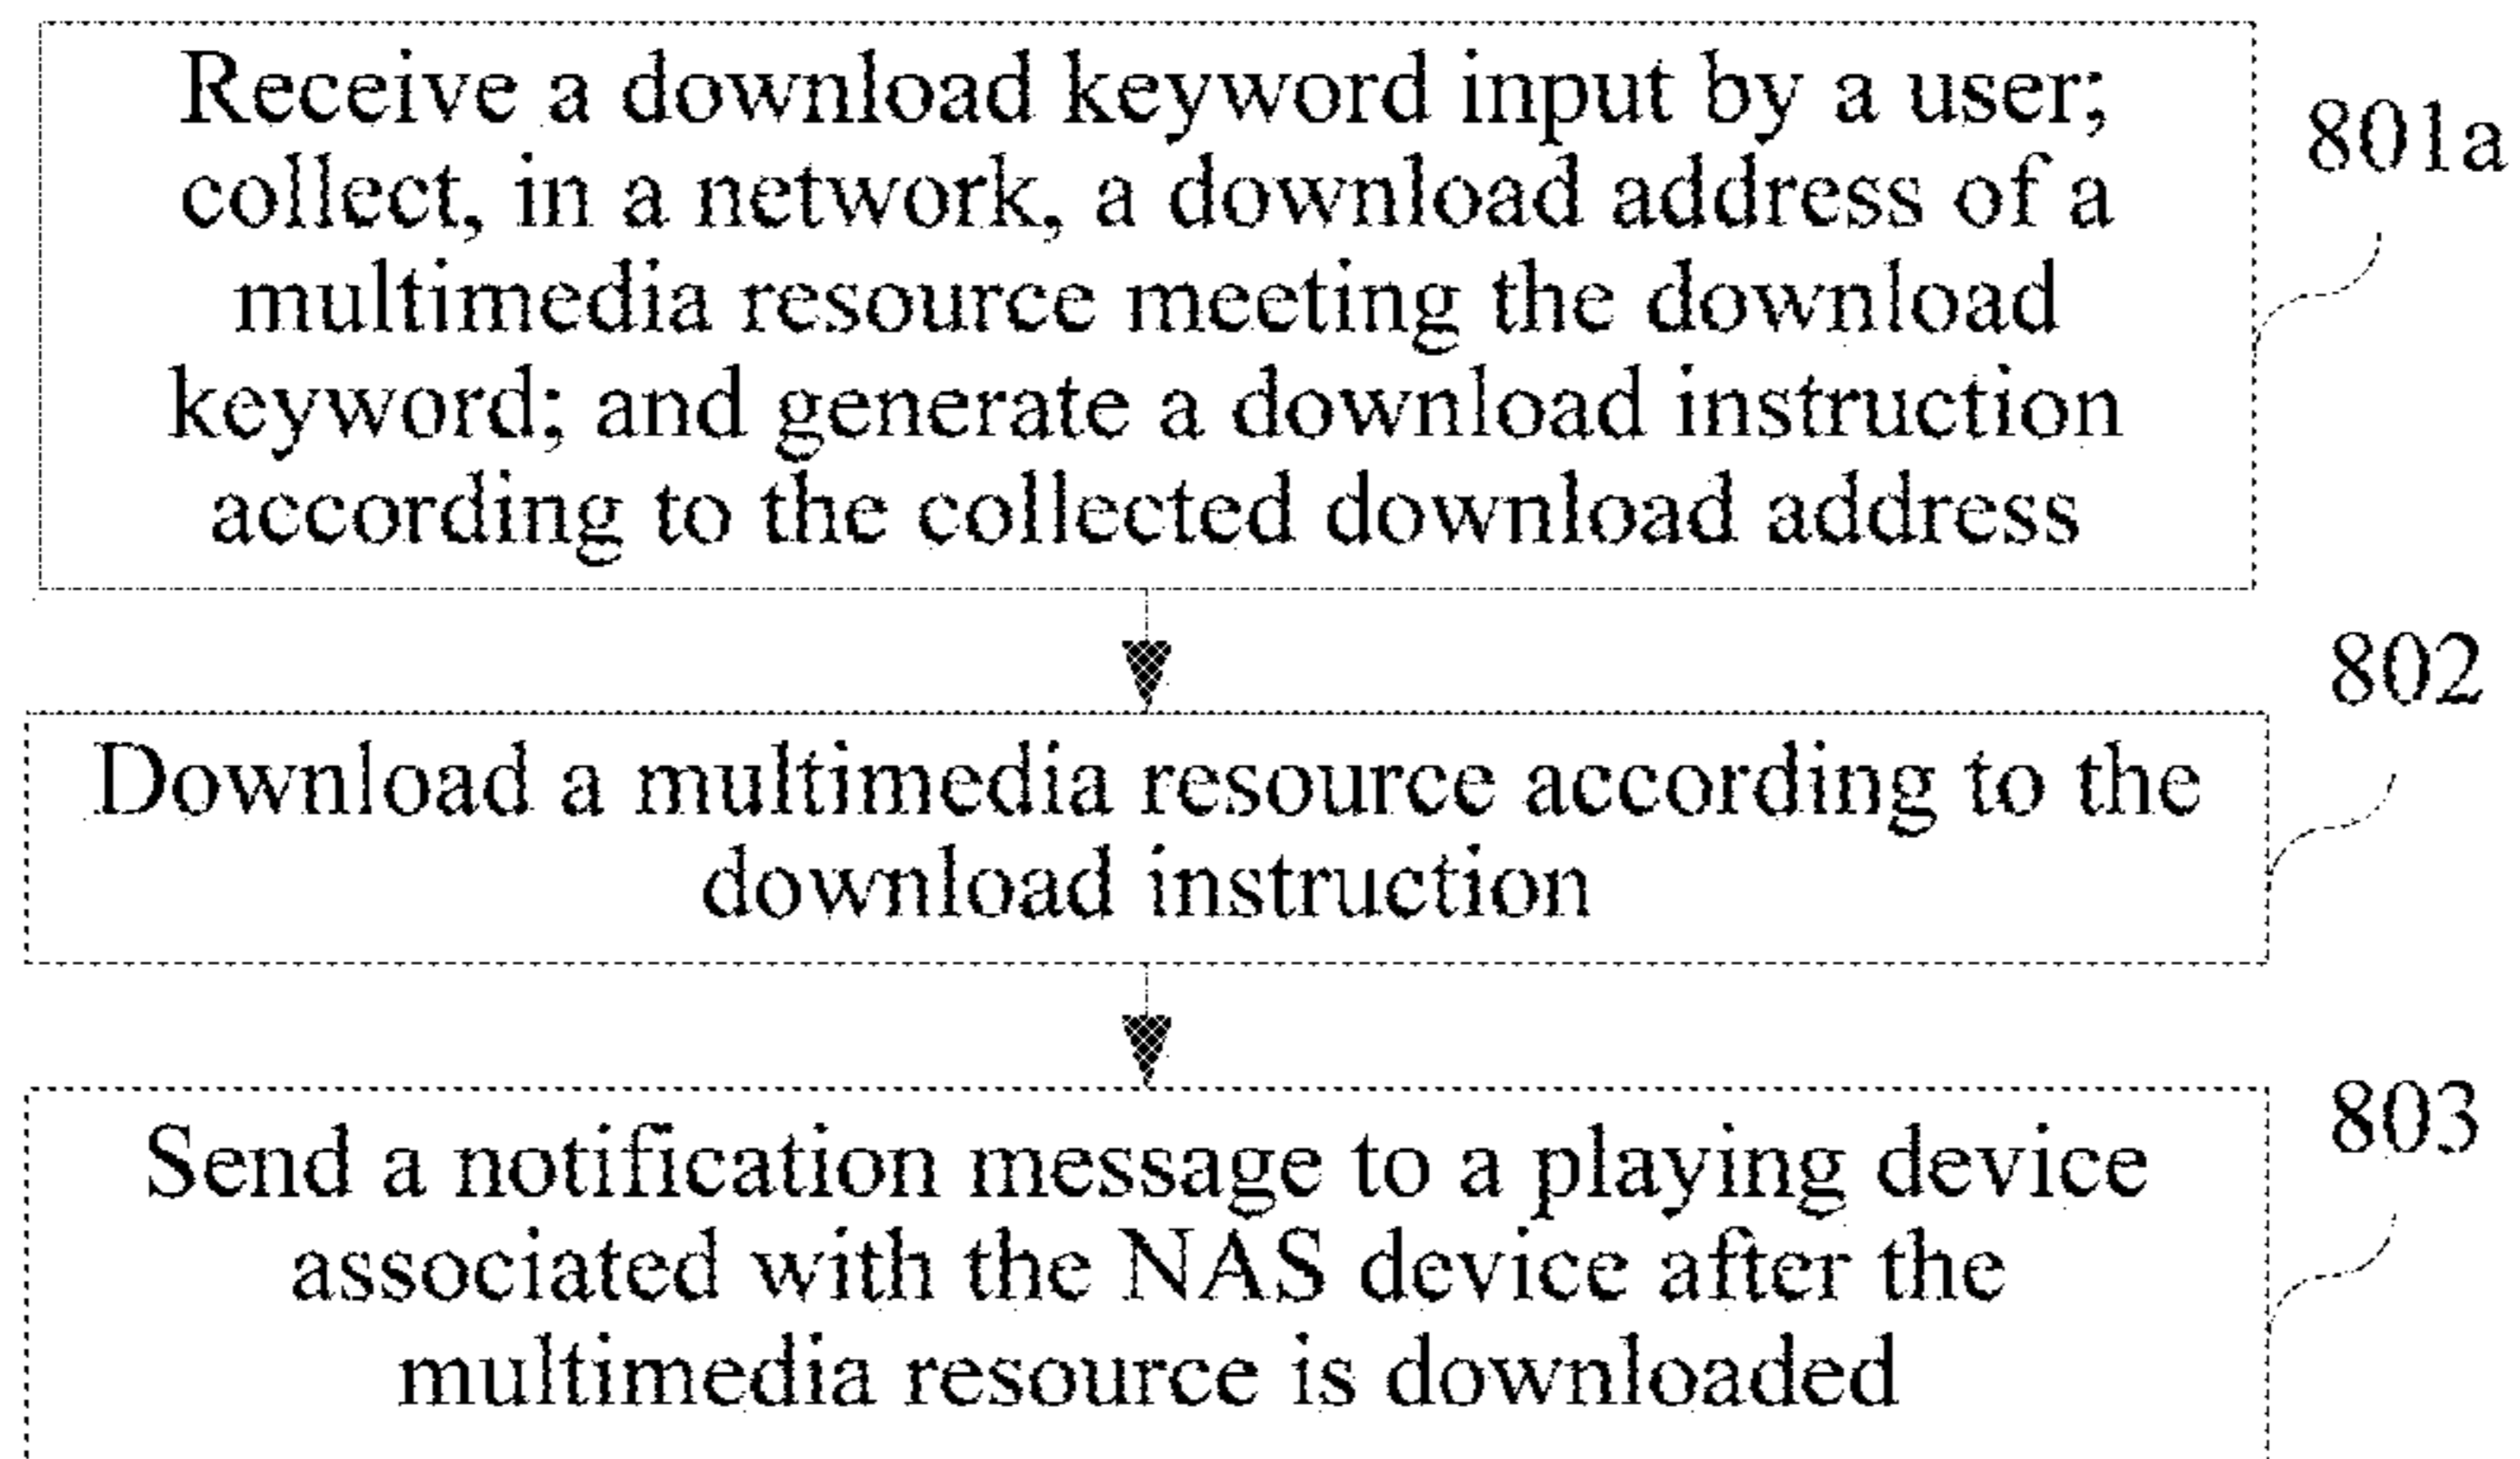 Receive a download keyword input by a user;
collect, in a network, a download address of a
multimedia resource meeting the download
keyword; and generate a download instruction
according to the collected download address
801a
Download a multimedia resource according to the
download instruction
802
Send a notification message to a playing device
associated with the NAS device after the
multimedia resource is downloaded
803